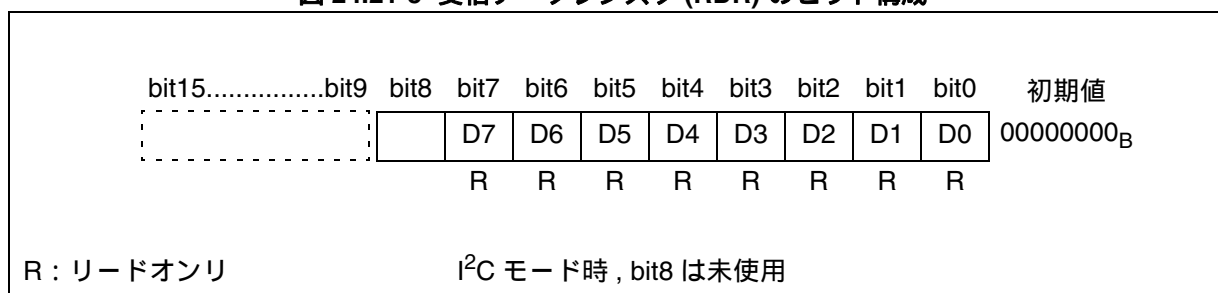 bit15................bit9 bit8 bit7 bit6 bit5 bit4 bit3 bit2 bit1 bit0 初期値
D7 D6 D5 D4 D3 D2 D1 D0 00000000B
R R R R R R R R
R : リードオンリ I2C モード時 , bit8 は未使用